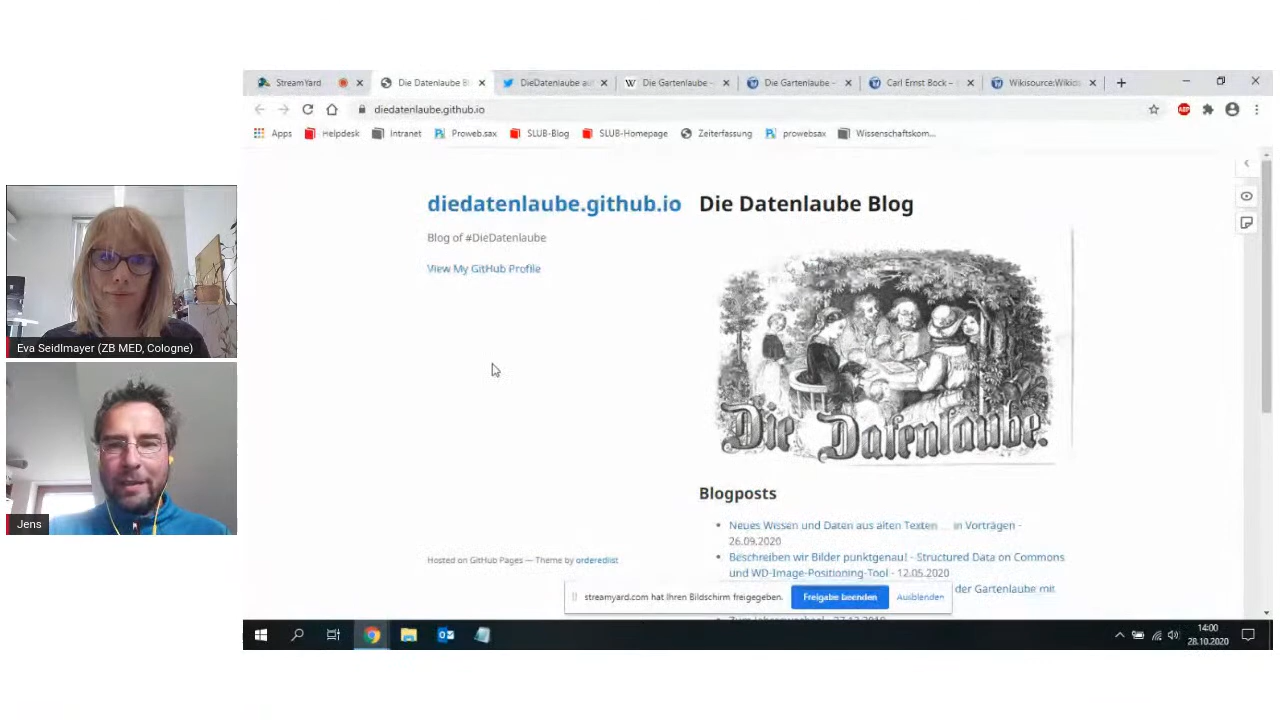 StreamYard
Die Datenlaube B
DieDatenlaube au
Die Gartenlaube -
Die Gartenlaube -
Carl Ernst Bock -
Wikisource:Wikid
diedatenlaube.github.io
ABP
Apps
Helpdesk
Intranet
Proweb.sax
SLUB-Blog
SLUB-Homepage
Zeiterfassung
prowebsax
Wissenschaftskom...
diedatenlaube.github.io
Blog of #DieDatenlaube
View My GitHub Profile
Die Datenlaube Blog
Die Datenlaube.
Blogposts
Neues Wissen und Daten aus alten Texten ... in Vorträgen -
26.09.2020
Beschreiben wir Bilder punktgenau! - Structured Data on Commons
und WD-Image-Positioning-Tool - 12.05.2020
der Gartenlaube mit
Hosted on GitHub Pages — Theme by orderedlist
streamyard.com hat Ihren Bildschirm freigegeben.
Freigabe beenden
Ausblenden
Eva Seidlmayer (ZB MED, Cologne)
Jens
14:00
28.10.2020